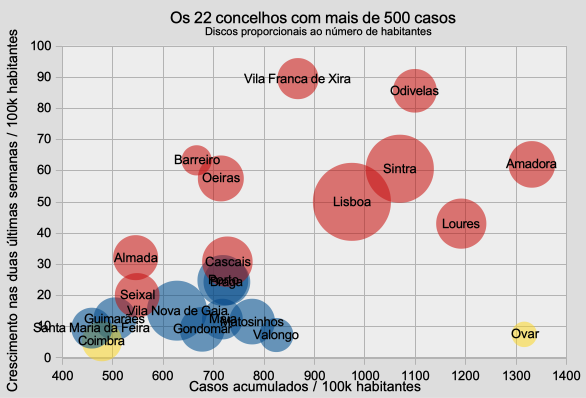 Os 22 concelhos com mais de 500 casos
Discos proporcionais ao número de habitantes
Crescimento nas duas últimas semanas / 100k habitantes
100
90
80
70
60
50
40
30
20
10
0
Vila Franca de Xira
Odivelas
Barreiro
Oeiras
Sintra
Amadora
Lisboa
Loures
Almada
Cascais
Porto
Braga
Seixal
Vila Nova de Gaia
Guimarães
Maia
Matosinhos
Santa Maria da Feira
Gondomar
Valongo
Coimbra
Ovar
400 500 600 700 800 900 1000 1100 1200 1300 1400
Casos acumulados / 100k habitantes